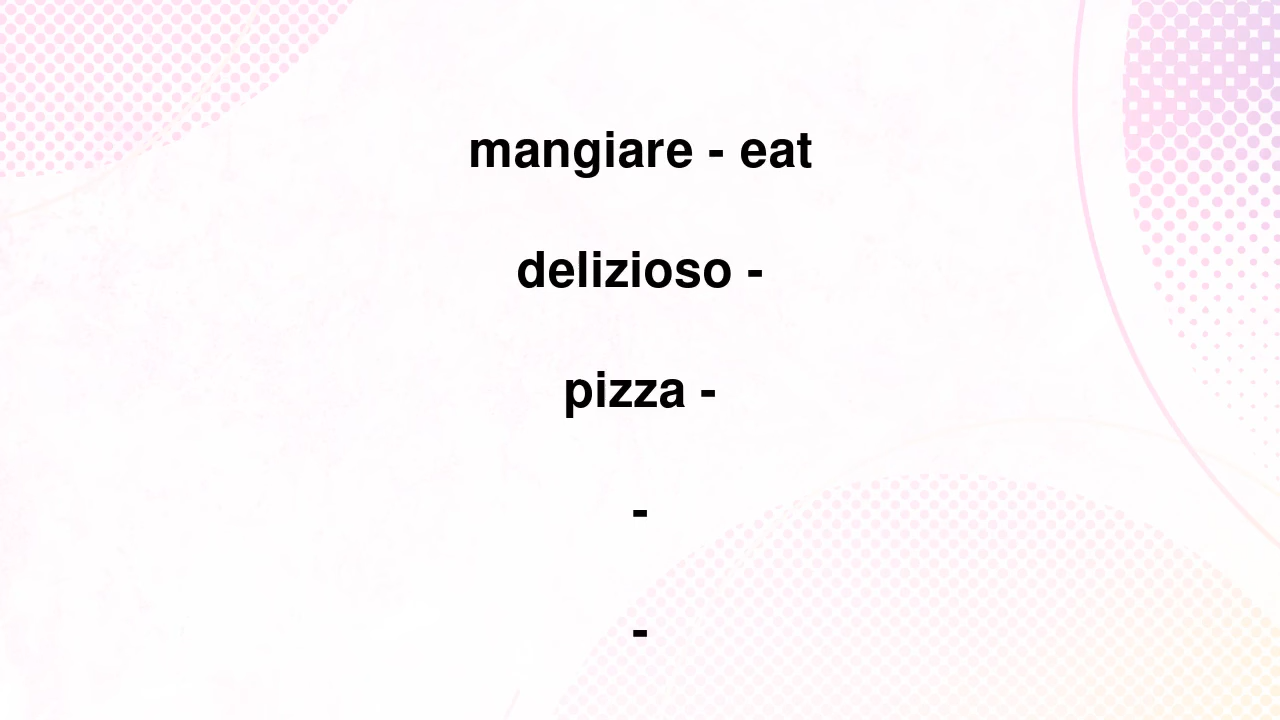 mangiare - eat
delizioso -
pizza -
-
-